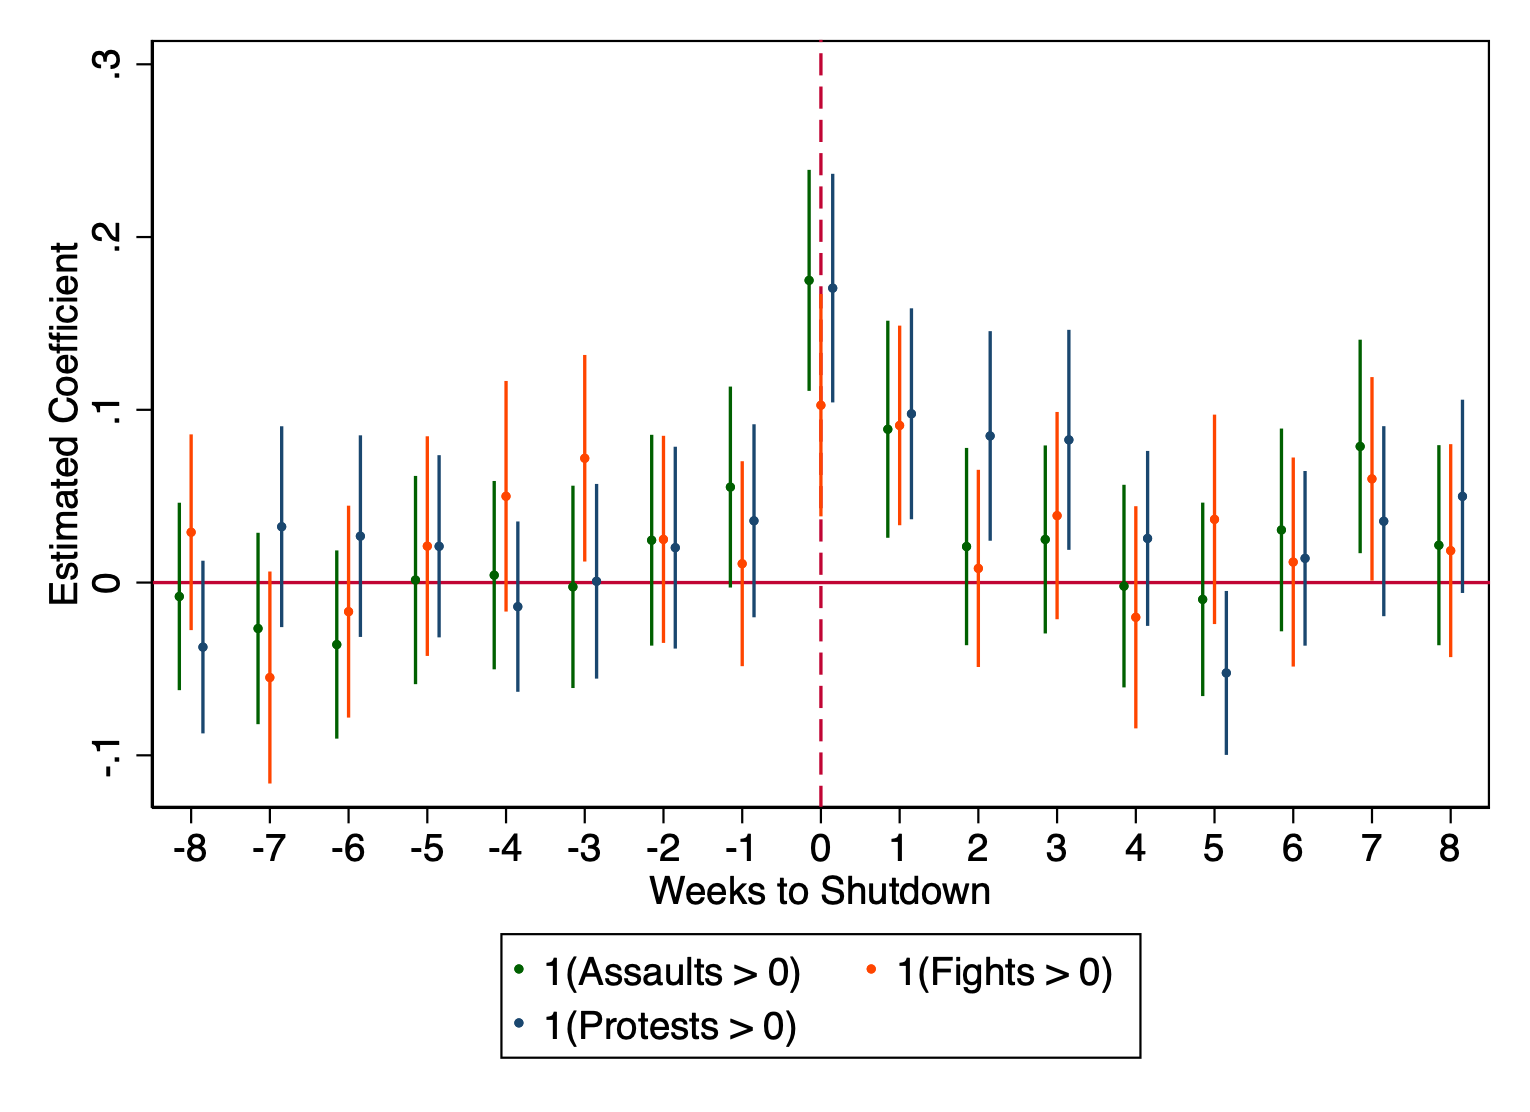 Estimated Coefficient
.3
.2
.1
0
-.1
-8 -7 -6 -5 -4 -3 -2 -1 0 1 2 3 4 5 6 7 8
Weeks to Shutdown
1(Assaults > 0) 1(Fights > 0)
1(Protests > 0)